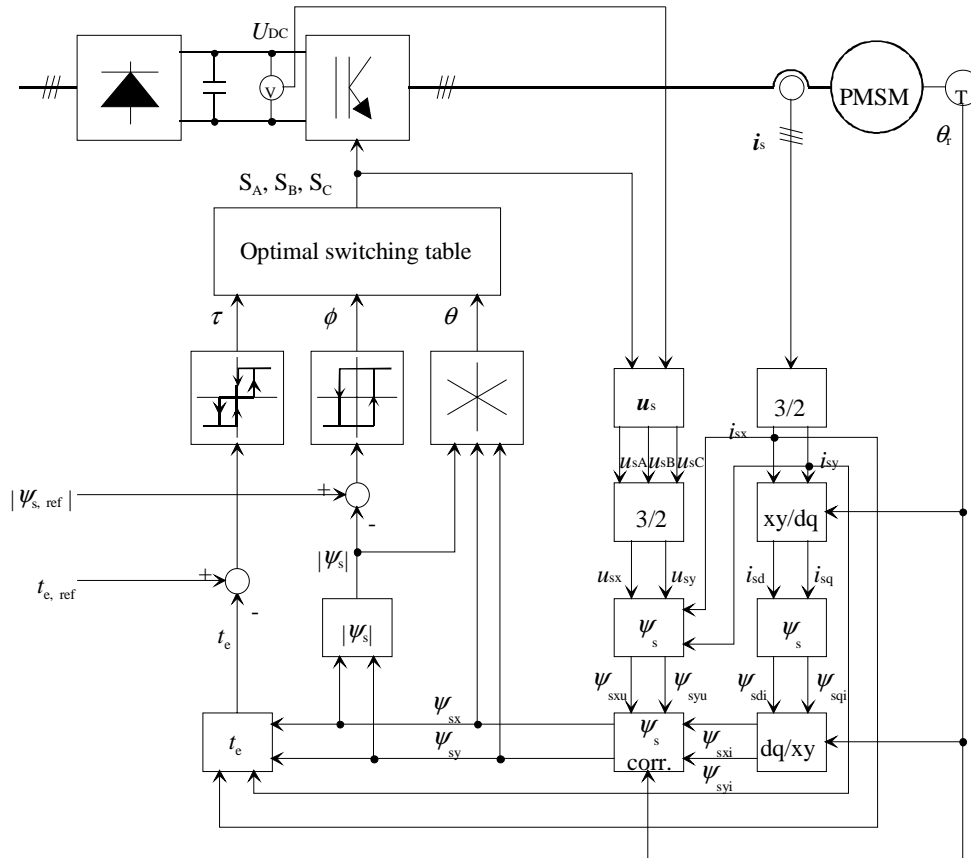 U_DC
V
PMSM
T
θ_r
i_s
S_A, S_B, S_C
Optimal switching table
τ
ϕ
θ
u_s
3/2
i_sx
u_sA u_sB u_sC
i_sy
|ψ_s, ref|
+
-
3/2
xy/dq
|ψ_s|
u_sx
u_sy
i_sd
i_sq
t_e, ref
+
-
t_e
|ψ_s|
ψ_s
ψ_s
ψ_sxu
ψ_syu
ψ_sdi
ψ_sqi
t_e
ψ_sx
ψ_sy
ψ_s
corr.
ψ_sxi
ψ_syi
dq/xy